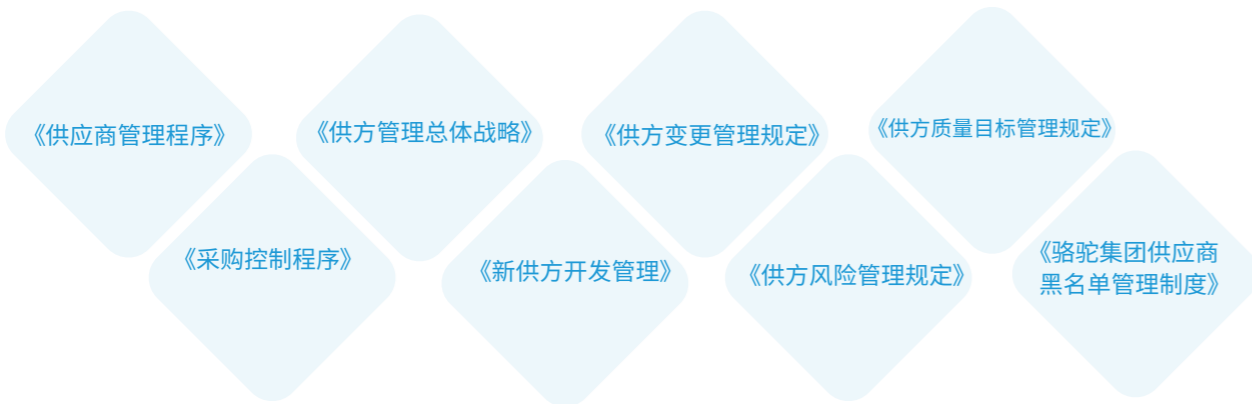 《供应商管理程序》
《供方管理总体战略》
《供方变更管理规定》
《供方质量目标管理规定》
《采购控制程序》
《新供方开发管理》
《供方风险管理规定》
《骆驼集团供应商
黑名单管理制度》